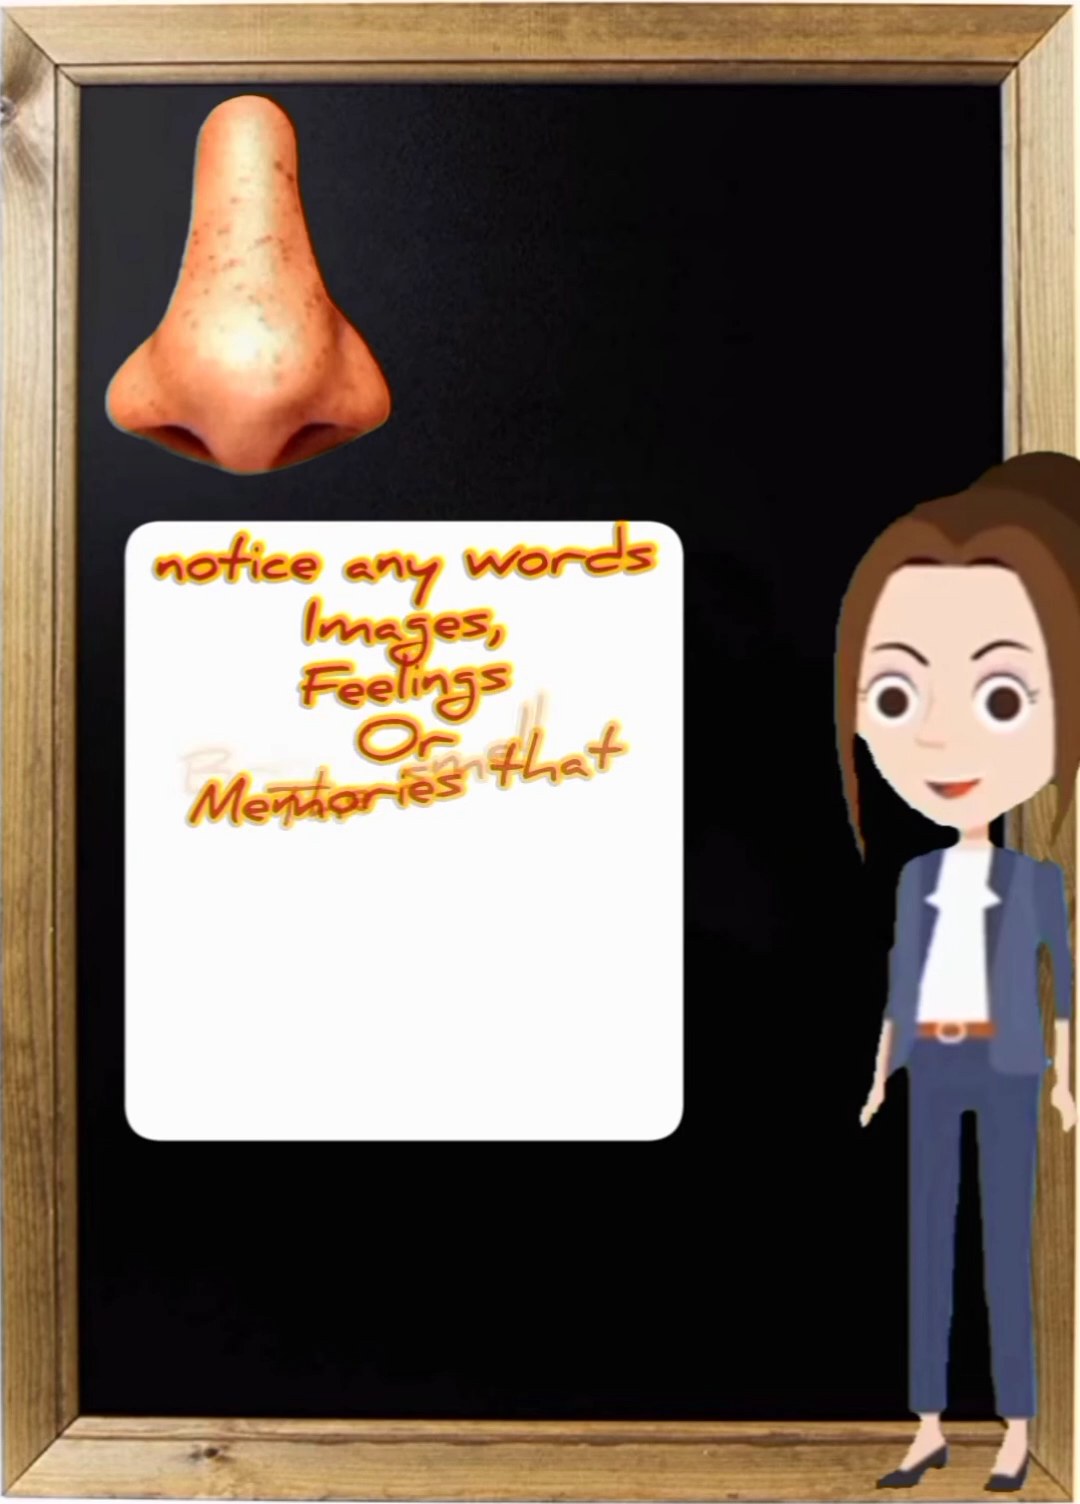 notice any words
Images,
Feelings
Or
Memories that